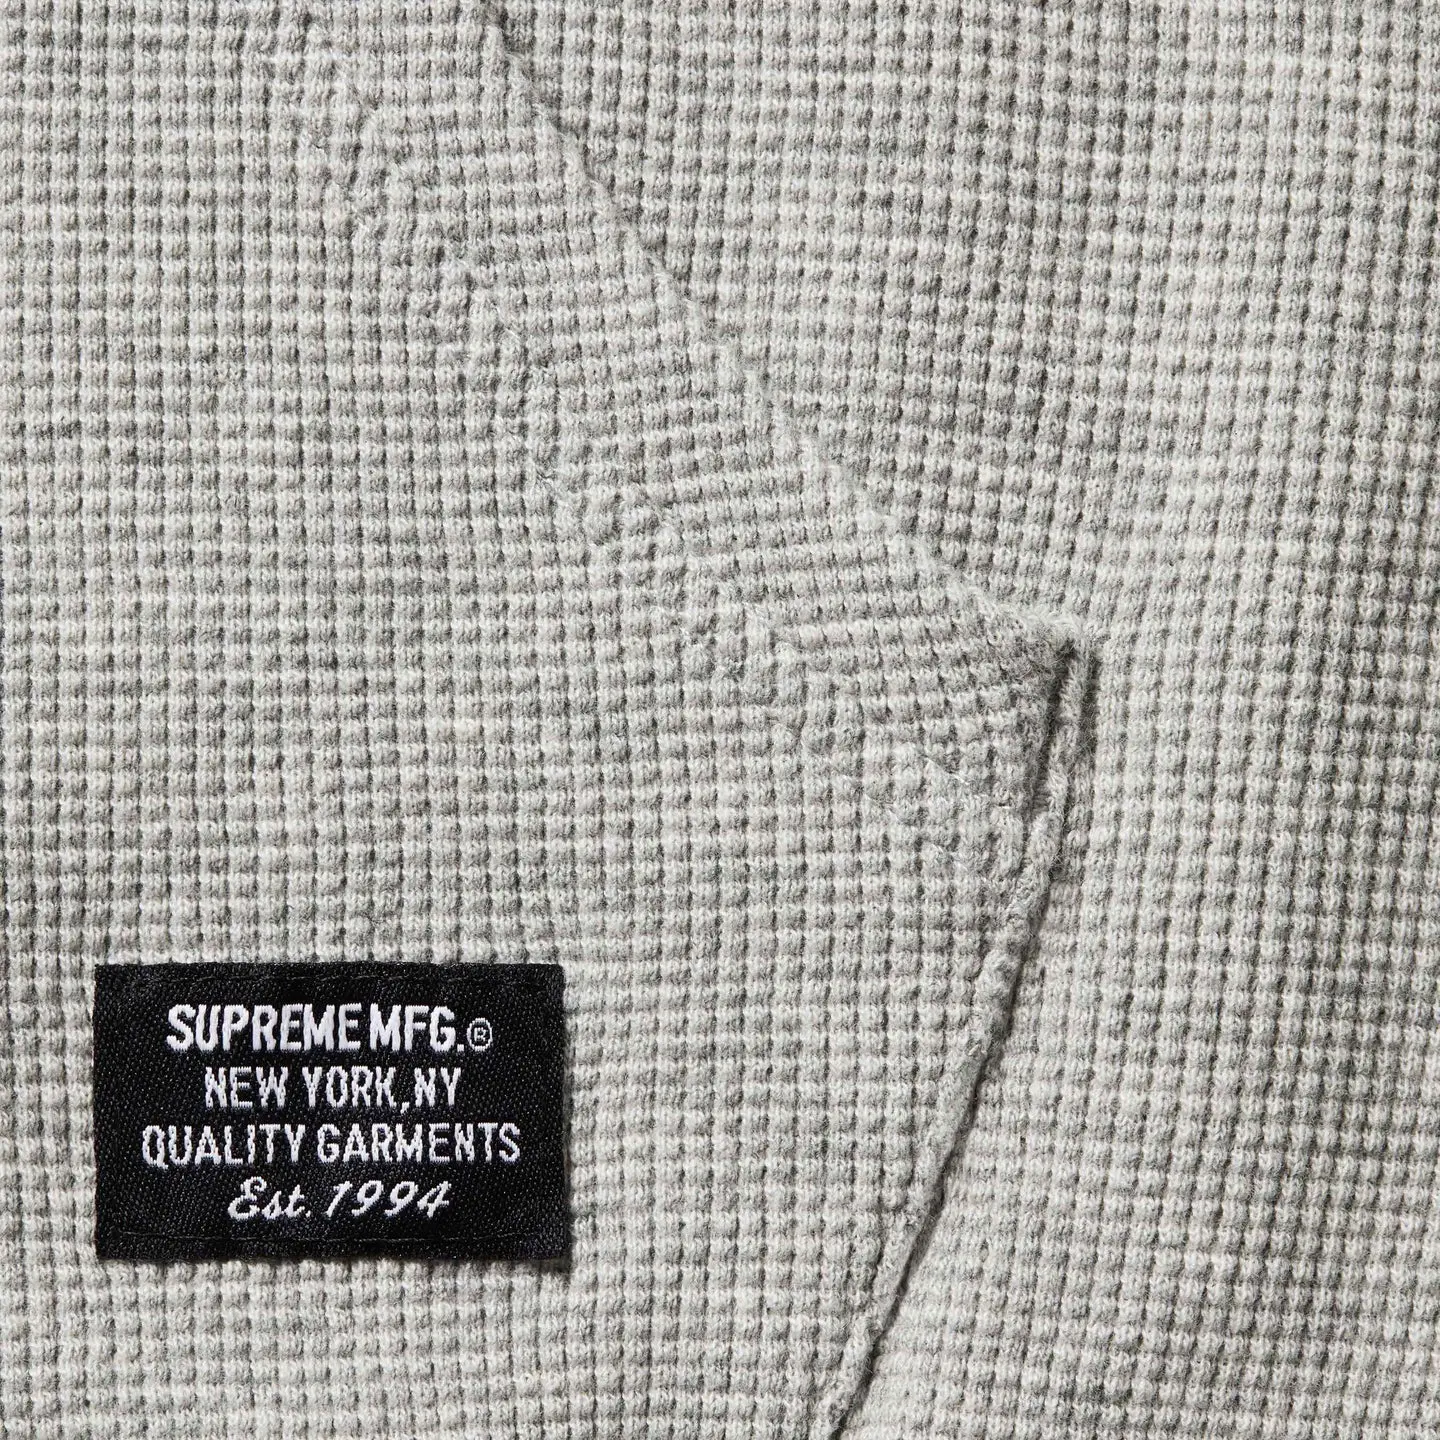 SUPREME MFG.®
NEW YORK, NY
QUALITY GARMENTS
Est. 1994